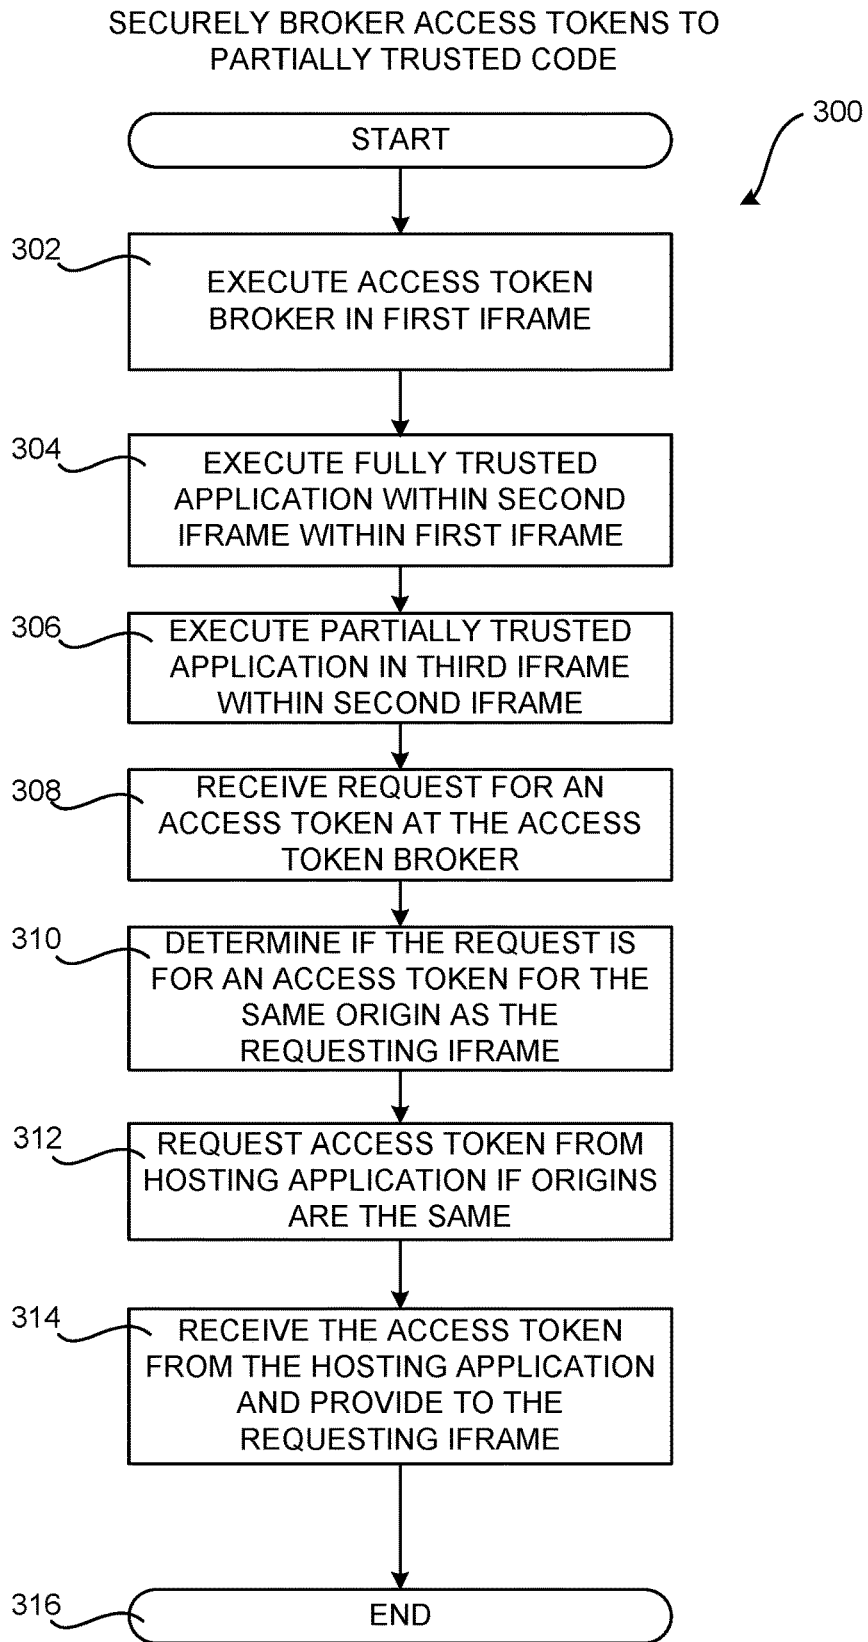 SECURELY BROKER ACCESS TOKENS TO
PARTIALLY TRUSTED CODE
300
START
302
EXECUTE ACCESS TOKEN
BROKER IN FIRST IFRAME
304
EXECUTE FULLY TRUSTED
APPLICATION WITHIN SECOND
IFRAME WITHIN FIRST IFRAME
306
EXECUTE PARTIALLY TRUSTED
APPLICATION IN THIRD IFRAME
WITHIN SECOND IFRAME
308
RECEIVE REQUEST FOR AN
ACCESS TOKEN AT THE ACCESS
TOKEN BROKER
310
DETERMINE IF THE REQUEST IS
FOR AN ACCESS TOKEN FOR THE
SAME ORIGIN AS THE
REQUESTING IFRAME
312
REQUEST ACCESS TOKEN FROM
HOSTING APPLICATION IF ORIGINS
ARE THE SAME
314
RECEIVE THE ACCESS TOKEN
FROM THE HOSTING APPLICATION
AND PROVIDE TO THE
REQUESTING IFRAME
316
END